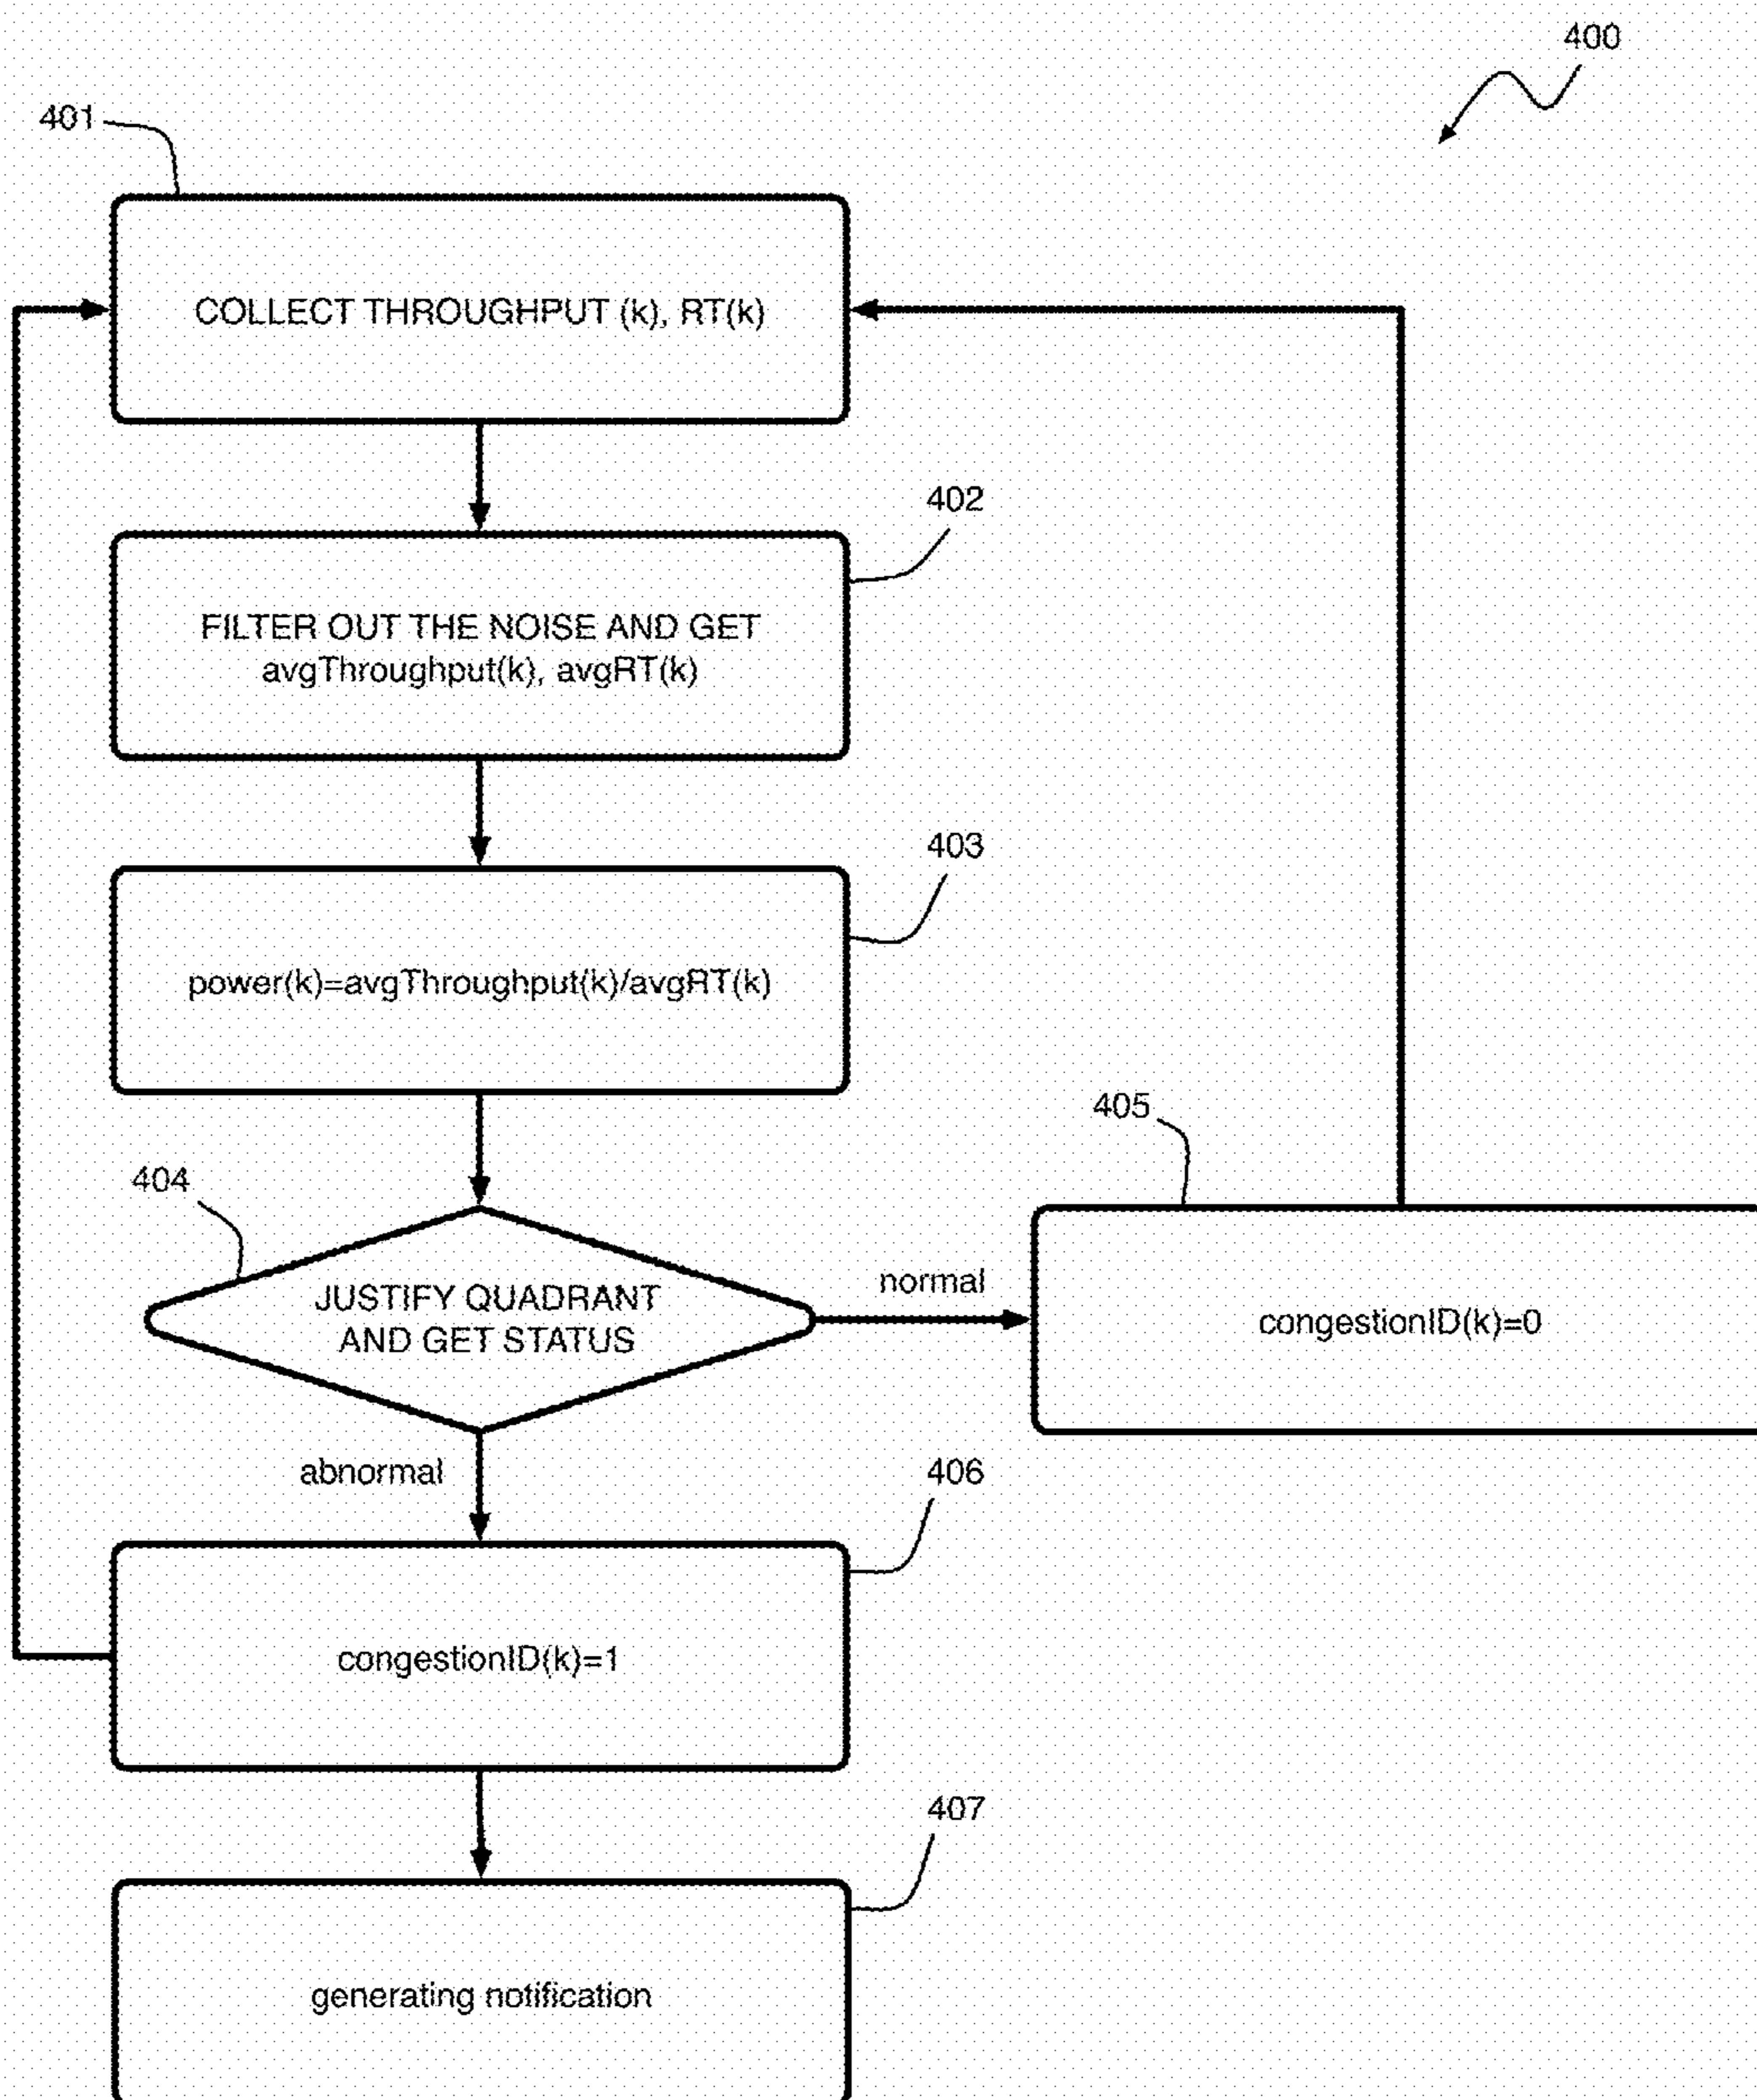 400
401
COLLECT THROUGHPUT (k), RT(k)
402
FILTER OUT THE NOISE AND GET
avgThroughput(k), avgRT(k)
403
power(k)=avgThroughput(k)/avgRT(k)
405
404
JUSTIFY QUADRANT
AND GET STATUS
normal
congestionID(k)=0
abnormal
406
congestionID(k)=1
407
generating notification